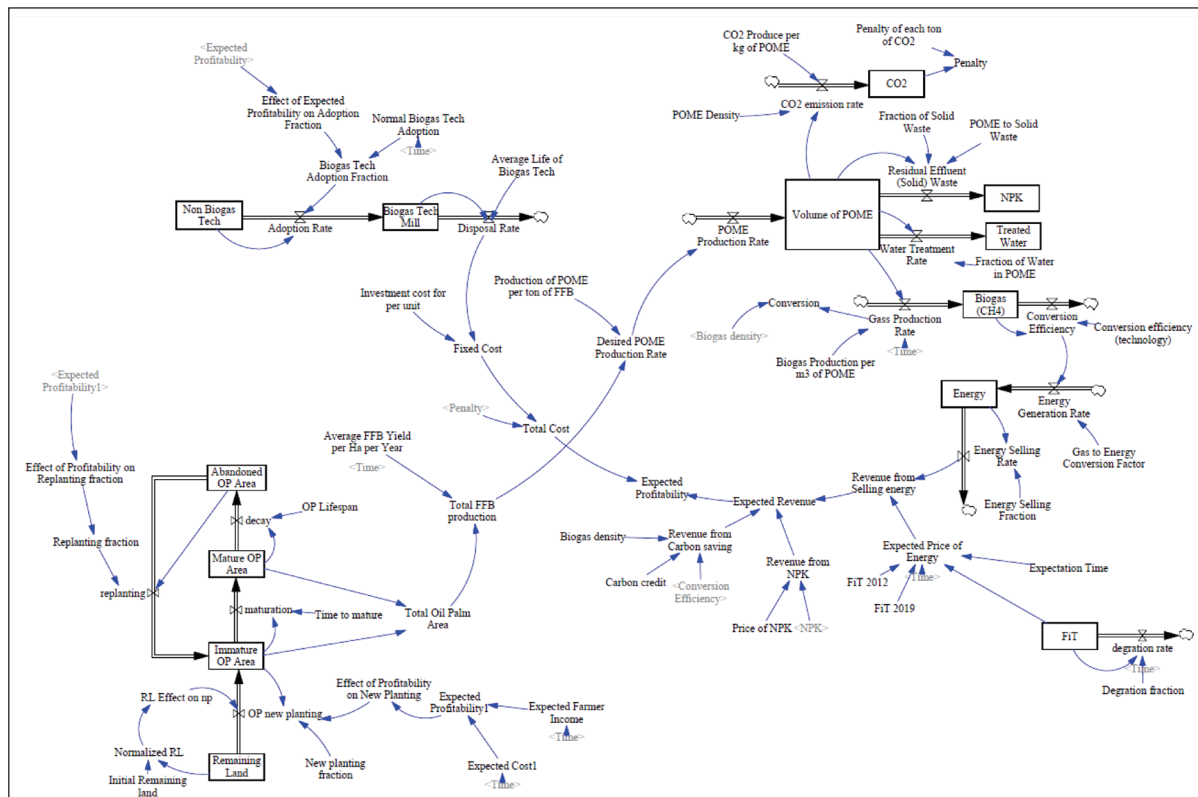 <Expected
Profitability>
Effect of Expected
Profitability on Adoption
Fraction
Normal Biogas Tech
Adoption
<Time>
Biogas Tech
Adoption Fraction
Average Life of
Biogas Tech
Non Biogas
Tech
Adoption Rate
Biogas Tech
Mill
Disposal Rate
CO2 Produce per
kg of POME
Penalty of each ton
of CO2
Penalty
CO2
CO2 emission rate
POME Density
Fraction of Solid
Waste
POME to Solid
Waste
Residual Effluent
(Solid) Waste
NPK
Volume of POME
POME
Production Rate
Treated
Water
Water Treatment
Rate
Fraction of Water
in POME
Production of POME
per ton of FFB
Investment cost for
per unit
Fixed Cost
Desired POME
Production Rate
Conversion
<Biogas density>
Gass Production
Rate
<Time>
Biogas Production per
m3 of POME
Biogas
(CH4)
Conversion
Efficiency
Conversion efficiency
(technology)
Energy
Energy
Generation Rate
Gas to Energy
Conversion Factor
Energy Selling
Rate
Energy Selling
Fraction
<Expected
Profitability1>
Effect of Profitability on
Replanting fraction
Replanting fraction
replanting
<Penalty>
Total Cost
Average FFB Yield
per Ha per Year
<Time>
Total FFB
production
Expected
Profitability
Expected Revenue
Revenue from
Selling energy
Abandoned
OP Area
OP Lifespan
decay
Mature OP
Area
maturation
Time to mature
Total Oil Palm
Area
Immature
OP Area
Biogas density
Revenue from
Carbon saving
Carbon credit
<Conversion
Efficiency>
Revenue from
NPK
Price of NPK
<NPK>
Expected Price of
Energy
<Time>
FiT 2012
FiT 2019
Expectation Time
FiT
degration rate
<Time>
Degration fraction
RL Effect on np
OP new planting
Effect of Profitability
on New Planting
Expected
Profitability1
Expected Farmer
Income
<Time>
Normalized RL
Initial Remaining
land
Remaining
Land
New planting
fraction
Expected Cost1
<Time>